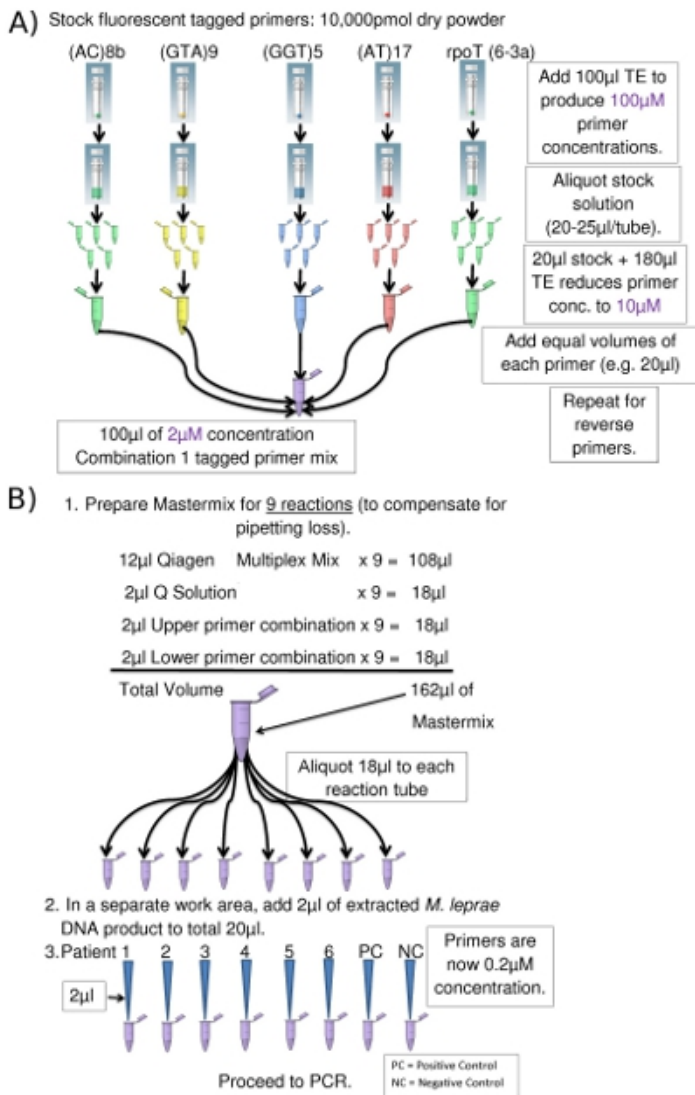 A) Stock fluorescent tagged primers: 10,000pmol dry powder
(AC)8b (GTA)9 (GGT)5 (AT)17 rpoT (6-3a)
Add 100µl TE to
produce 100µM
primer
concentrations.
Aliquot stock
solution
(20-25µl/tube).
20µl stock + 180µl
TE reduces primer
conc. to 10µM
Add equal volumes of
each primer (e.g. 20µl)
Repeat for
reverse
primers.
100µl of 2µM concentration
Combination 1 tagged primer mix
B) 1. Prepare Mastermix for 9 reactions (to compensate for
pipetting loss).
12µl Qiagen Multiplex Mix x 9 = 108µl
2µl Q Solution x 9 = 18µl
2µl Upper primer combination x 9 = 18µl
2µl Lower primer combination x 9 = 18µl
Total Volume 162µl of
Mastermix
Aliquot 18µl to each
reaction tube
2. In a separate work area, add 2µl of extracted M. leprae
DNA product to total 20µl.
3. Patient 1 2 3 4 5 6 PC NC
Primers are
now 0.2µM
concentration.
2µl
PC = Positive Control
NC = Negative Control
Proceed to PCR.